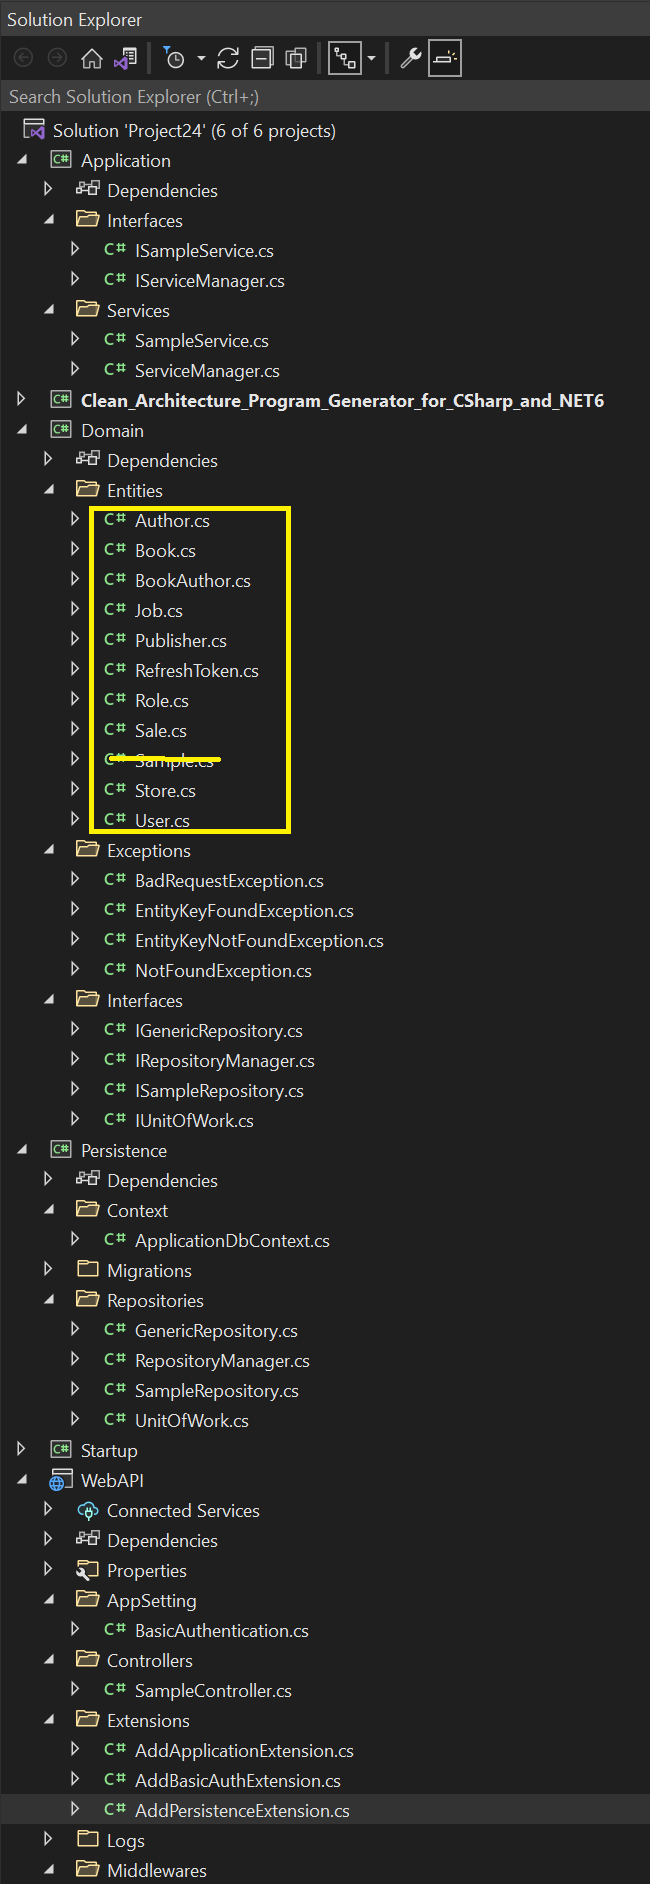 Solution Explorer
Search Solution Explorer (Ctrl+;)
Solution 'Project24' (6 of 6 projects)
C# Application
Dependencies
Interfaces
C# ISampleService.cs
C# IServiceManager.cs
Services
C# SampleService.cs
C# ServiceManager.cs
C# Clean_Architecture_Program_Generator_for_CSharp_and_NET6
C# Domain
Dependencies
Entities
C# Author.cs
C# Book.cs
C# BookAuthor.cs
C# Job.cs
C# Publisher.cs
C# RefreshToken.cs
C# Role.cs
C# Sale.cs
C# Sample.cs
C# Store.cs
C# User.cs
Exceptions
C# BadRequestException.cs
C# EntityKeyFoundException.cs
C# EntityKeyNotFoundException.cs
C# NotFoundException.cs
Interfaces
C# IGenericRepository.cs
C# IRepositoryManager.cs
C# ISampleRepository.cs
C# IUnitOfWork.cs
C# Persistence
Dependencies
Context
C# ApplicationDbContext.cs
Migrations
Repositories
C# GenericRepository.cs
C# RepositoryManager.cs
C# SampleRepository.cs
C# UnitOfWork.cs
C# Startup
WebAPI
Connected Services
Dependencies
Properties
AppSetting
C# BasicAuthentication.cs
Controllers
C# SampleController.cs
Extensions
C# AddApplicationExtension.cs
C# AddBasicAuthExtension.cs
C# AddPersistenceExtension.cs
Logs
Middlewares